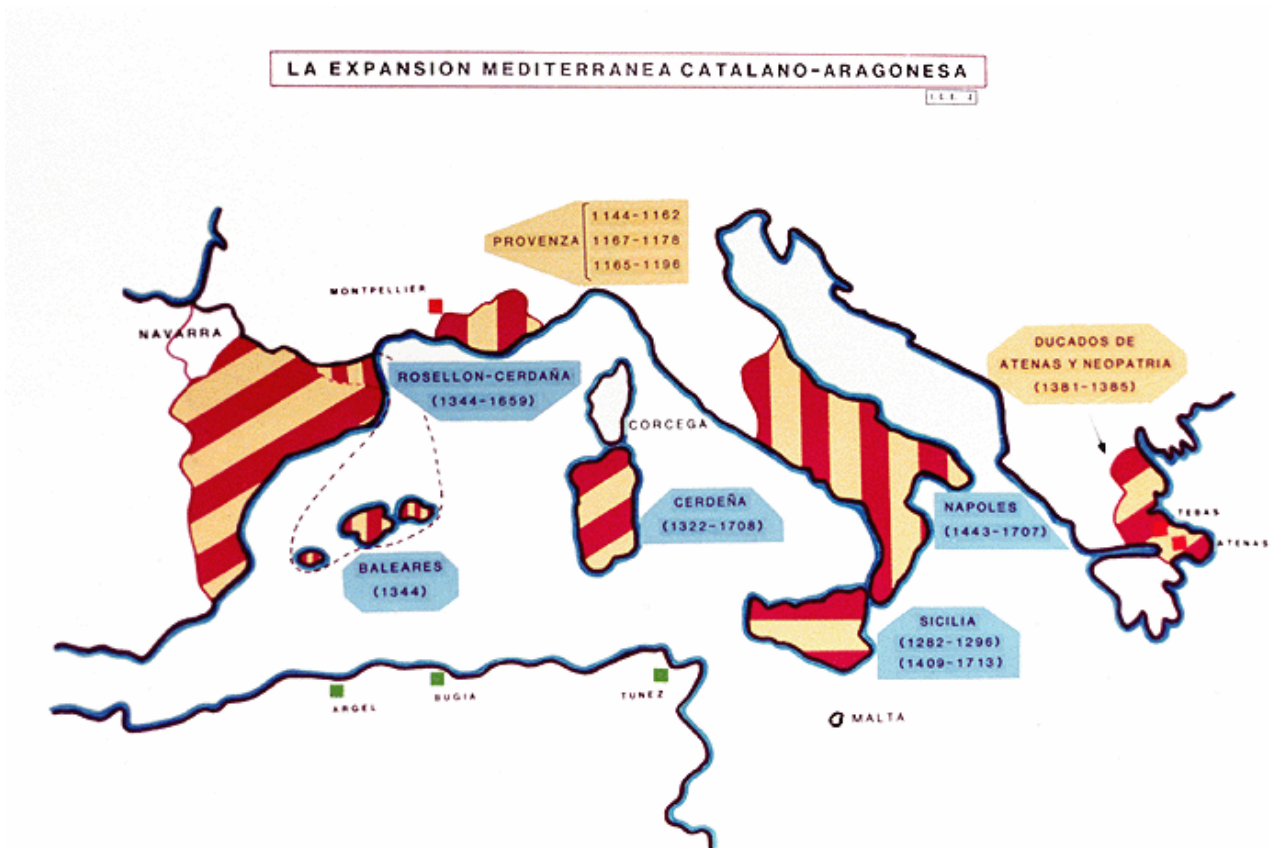 LA EXPANSION MEDITERRANEA CATALANO-ARAGONESA
PROVENZA
1144-1162
1167-1178
1165-1196
MONTPELLIER
NAVARRA
ROSELLON-CERDAÑA
(1344-1659)
DUCADOS DE
ATENAS Y NEOPATRIA
(1381-1385)
CORCEGA
CERDEÑA
(1322-1708)
NAPOLES
(1443-1707)
TEBAS
ATENAS
BALEARES
(1344)
SICILIA
(1282-1296)
(1409-1713)
ARGEL
BUGIA
TUNEZ
MALTA